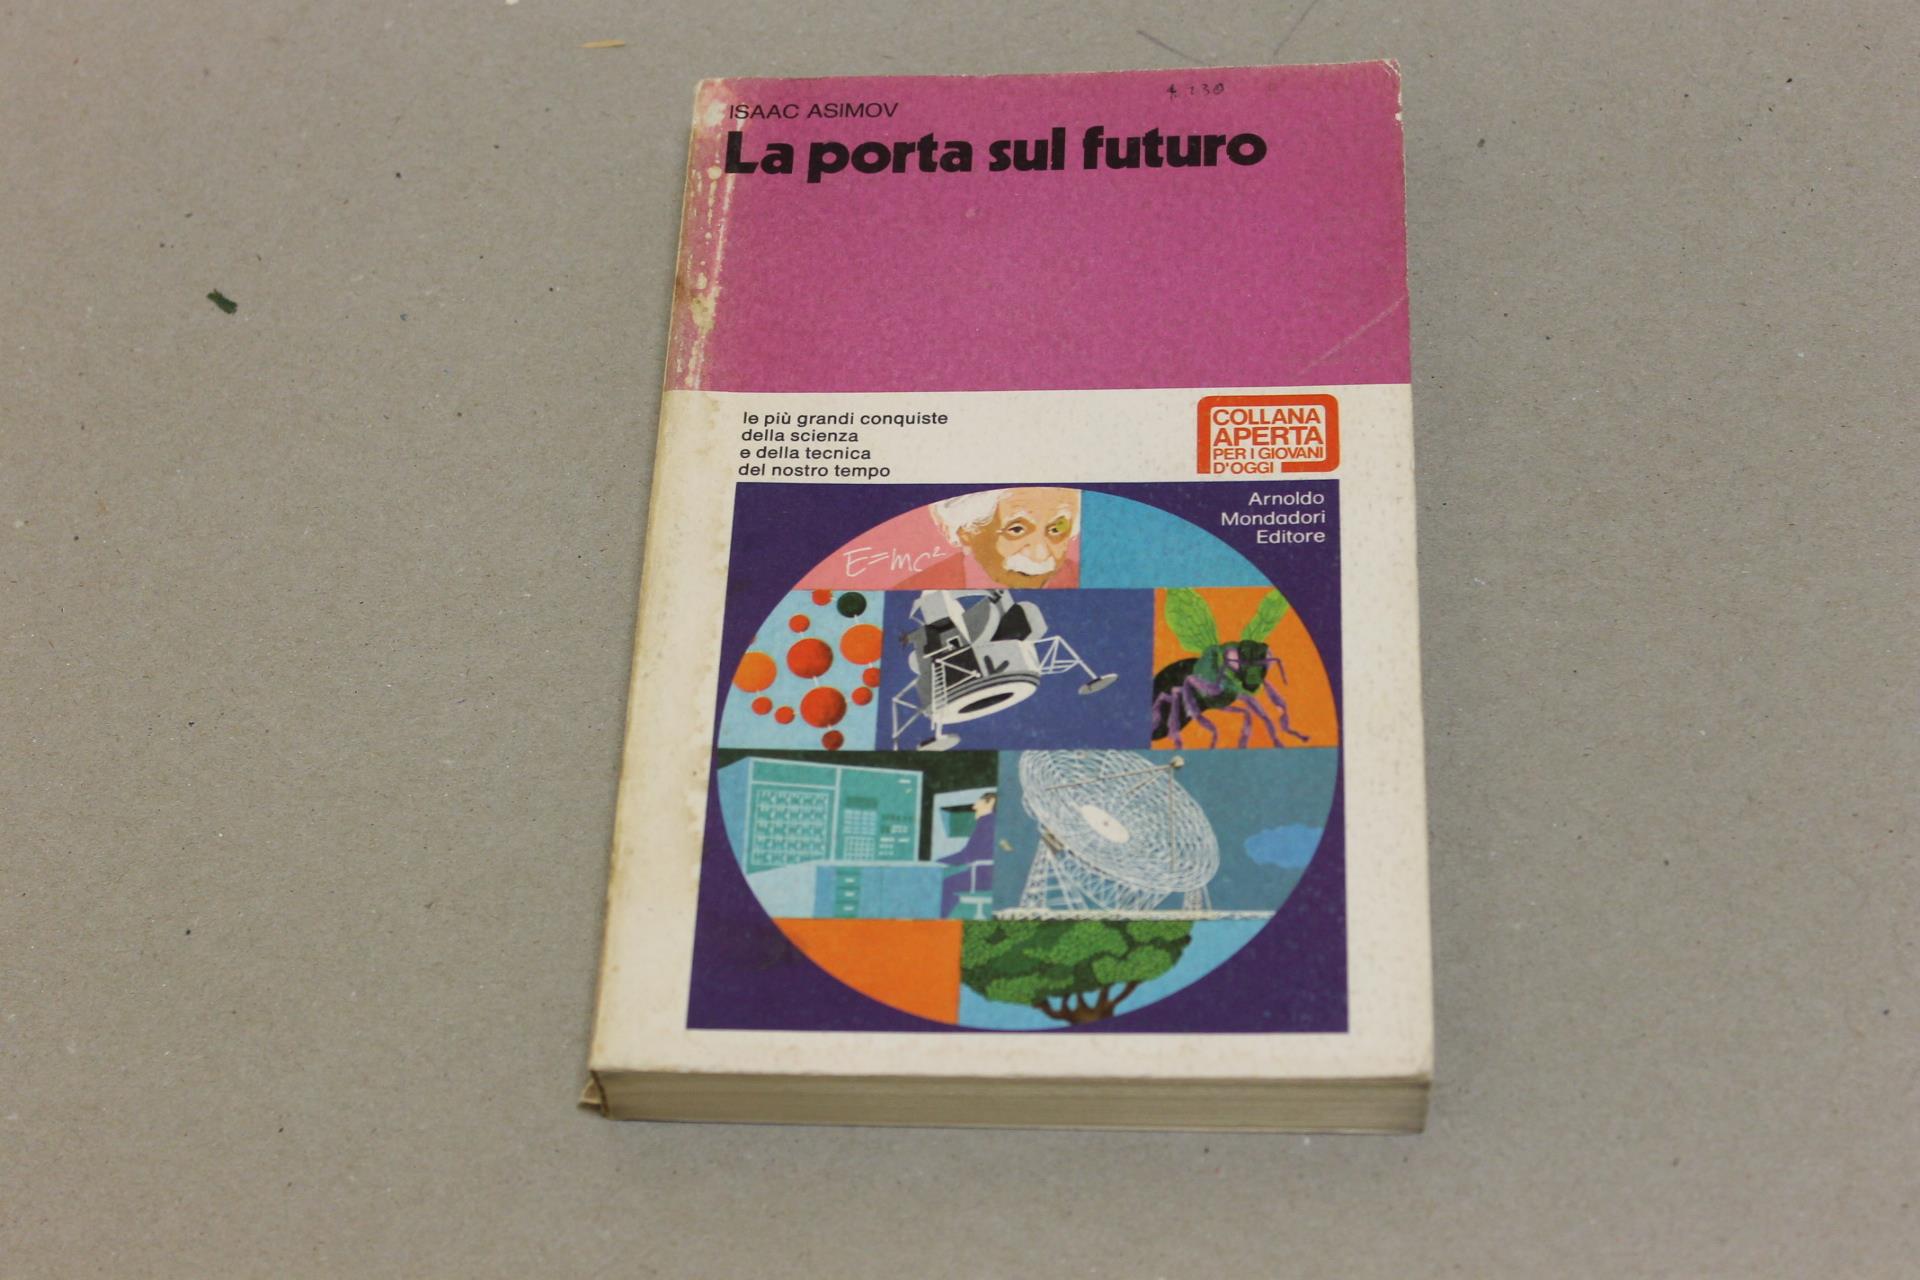 ISAAC ASIMOV
La porta sul futuro
le più grandi conquiste
della scienza
e della tecnica
del nostro tempo
COLLANA
APERTA
PER I GIOVANI
D'OGGI
Arnoldo
Mondadori
Editore
E=mc²